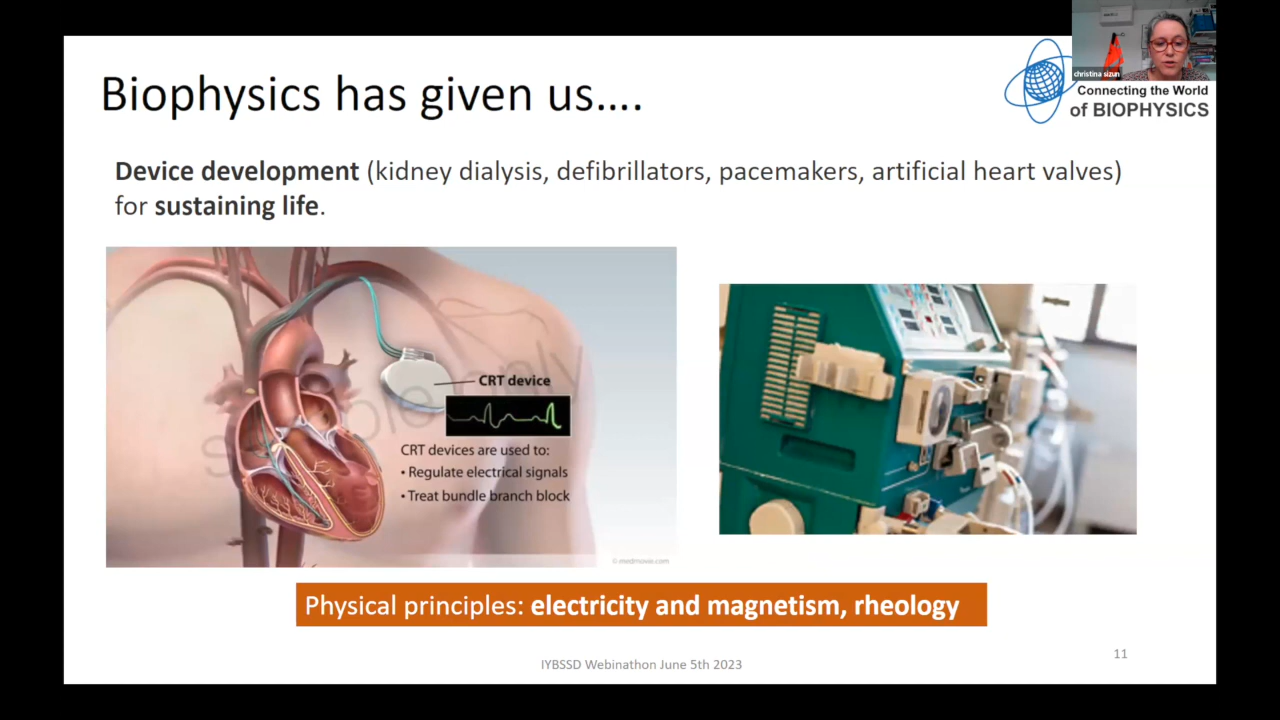 christina sizun
Connecting the World
of BIOPHYSICS
Biophysics has given us....
Device development (kidney dialysis, defibrillators, pacemakers, artificial heart valves)
for sustaining life.
CRT device
CRT devices are used to:
• Regulate electrical signals
• Treat bundle branch block
© medmovie.com
Physical principles: electricity and magnetism, rheology
IYBSSD Webinathon June 5th 2023
11